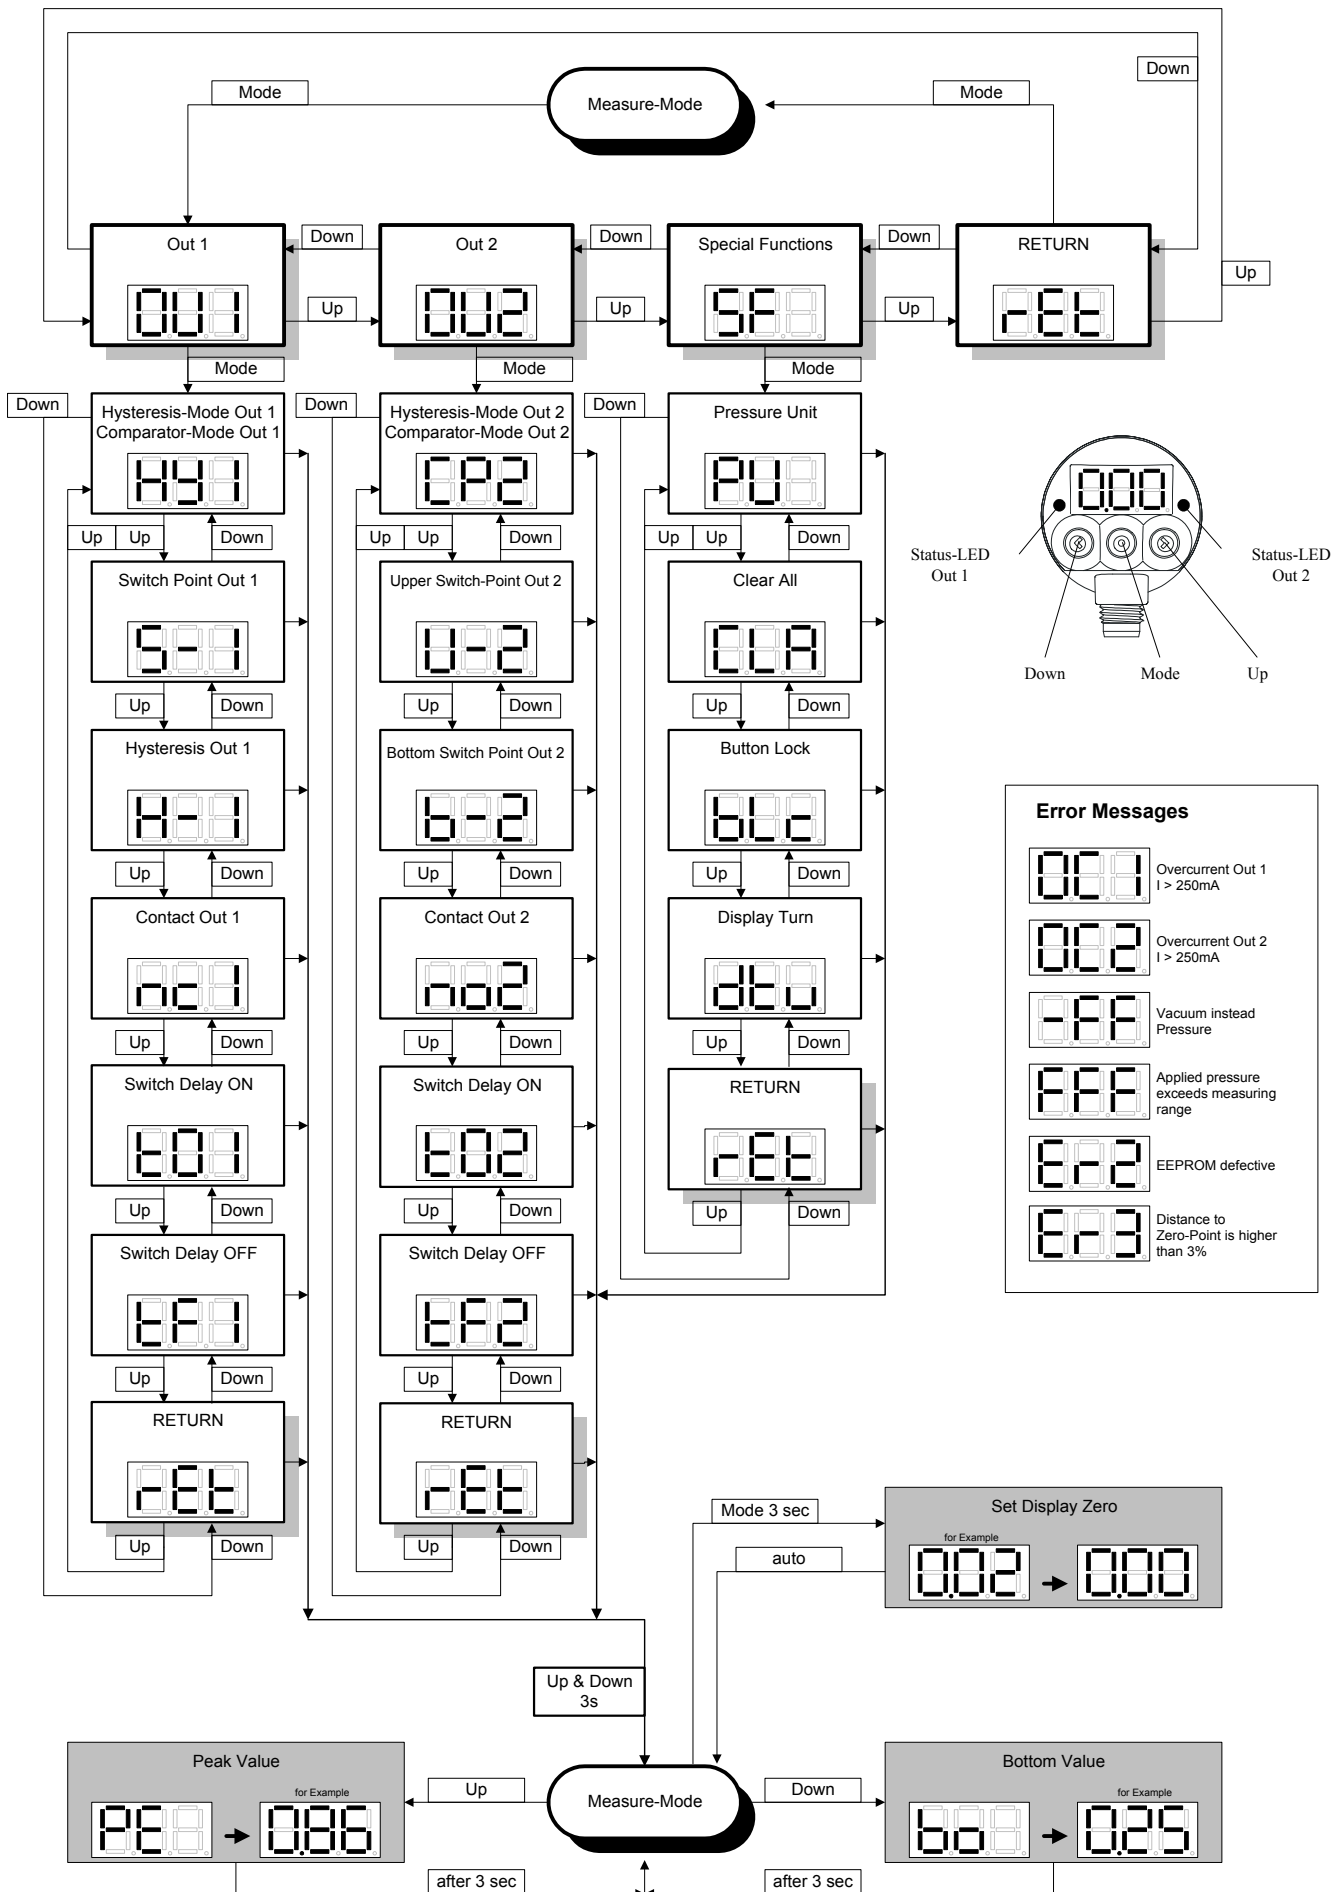 Down
Mode
Measure-Mode
Mode
Out 1
Down
Out 2
Down
Special Functions
Down
RETURN
OU1
Up
OU2
Up
SF
Up
rEt
Up
Mode
Mode
Mode
Down
Hysteresis-Mode Out 1
Comparator-Mode Out 1
HY1
Down
Hysteresis-Mode Out 2
Comparator-Mode Out 2
CP2
Down
Pressure Unit
PU
Up
Up
Down
Up
Up
Down
Up
Up
Down
Switch Point Out 1
S-1
Upper Switch-Point Out 2
U-2
Clear All
CLA
Up
Down
Up
Down
Up
Down
Hysteresis Out 1
H-1
Bottom Switch Point Out 2
b-2
Button Lock
bLc
Up
Down
Up
Down
Up
Down
Contact Out 1
nc1
Contact Out 2
no2
Display Turn
dtu
Up
Down
Up
Down
Up
Down
Switch Delay ON
tO1
Switch Delay ON
tO2
RETURN
rEt
Up
Down
Up
Down
Up
Down
Switch Delay OFF
tF1
Switch Delay OFF
tF2
Up
Down
Up
Down
RETURN
rEt
RETURN
rEt
Up
Down
Up
Down
0.00
Status-LED
Out 1
Status-LED
Out 2
Down
Mode
Up
Error Messages
OC1
Overcurrent Out 1
I > 250mA
OC2
Overcurrent Out 2
I > 250mA
-FF
Vacuum instead
Pressure
FFF
Applied pressure
exceeds measuring
range
Er2
EEPROM defective
Er3
Distance to
Zero-Point is higher
than 3%
Mode 3 sec
auto
Set Display Zero
for Example
0.02
0.00
Up & Down
3s
Peak Value
for Example
PE
0.86
Up
Measure-Mode
Down
Bottom Value
for Example
bo
0.25
after 3 sec
after 3 sec